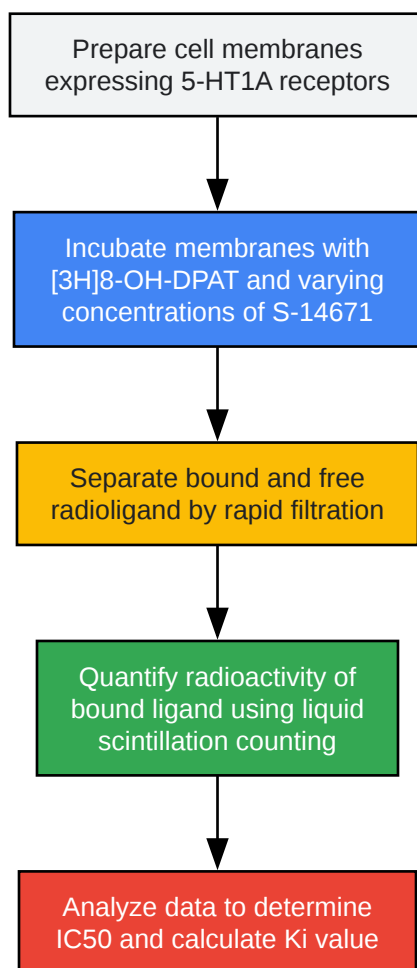 Prepare cell membranes
expressing 5-HT1A receptors
Incubate membranes with
[3H]8-OH-DPAT and varying
concentrations of S-14671
Separate bound and free
radioligand by rapid filtration
Quantify radioactivity of
bound ligand using liquid
scintillation counting
Analyze data to determine
IC50 and calculate Ki value